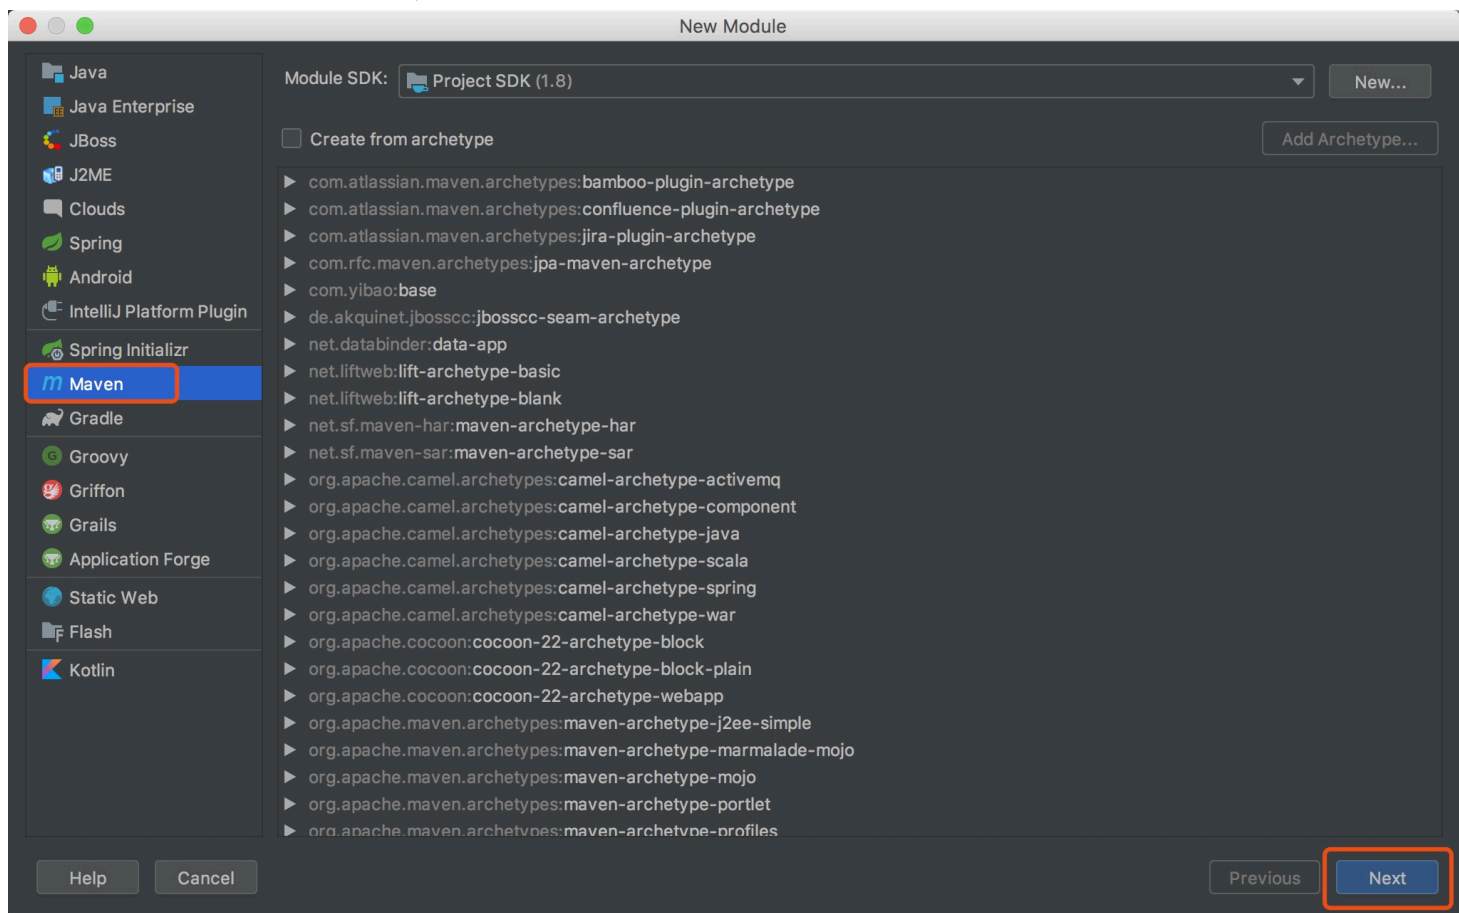 New Module
Java
Java Enterprise
JBoss
J2ME
Clouds
Spring
Android
IntelliJ Platform Plugin
Spring Initializr
Maven
Gradle
Groovy
Griffon
Grails
Application Forge
Static Web
Flash
Kotlin
Module SDK: Project SDK (1.8) New...
Create from archetype Add Archetype...
com.atlassian.maven.archetypes:bamboo-plugin-archetype
com.atlassian.maven.archetypes:confluence-plugin-archetype
com.atlassian.maven.archetypes:jira-plugin-archetype
com.rfc.maven.archetypes:jpa-maven-archetype
com.yibao:base
de.akquinet.jbosscc:jbosscc-seam-archetype
net.databinder:data-app
net.liftweb:lift-archetype-basic
net.liftweb:lift-archetype-blank
net.sf.maven-har:maven-archetype-har
net.sf.maven-sar:maven-archetype-sar
org.apache.camel.archetypes:camel-archetype-activemq
org.apache.camel.archetypes:camel-archetype-component
org.apache.camel.archetypes:camel-archetype-java
org.apache.camel.archetypes:camel-archetype-scala
org.apache.camel.archetypes:camel-archetype-spring
org.apache.camel.archetypes:camel-archetype-war
org.apache.cocoon:cocoon-22-archetype-block
org.apache.cocoon:cocoon-22-archetype-block-plain
org.apache.cocoon:cocoon-22-archetype-webapp
org.apache.maven.archetypes:maven-archetype-j2ee-simple
org.apache.maven.archetypes:maven-archetype-marmalade-mojo
org.apache.maven.archetypes:maven-archetype-mojo
org.apache.maven.archetypes:maven-archetype-portlet
org.apache.maven.archetypes:maven-archetype-profiles
Help Cancel Previous Next